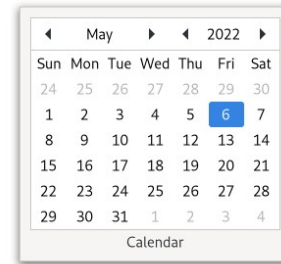 May 2022
Sun Mon Tue Wed Thu Fri Sat
24 25 26 27 28 29 30
1 2 3 4 5 6 7
8 9 10 11 12 13 14
15 16 17 18 19 20 21
22 23 24 25 26 27 28
29 30 31 1 2 3 4
Calendar